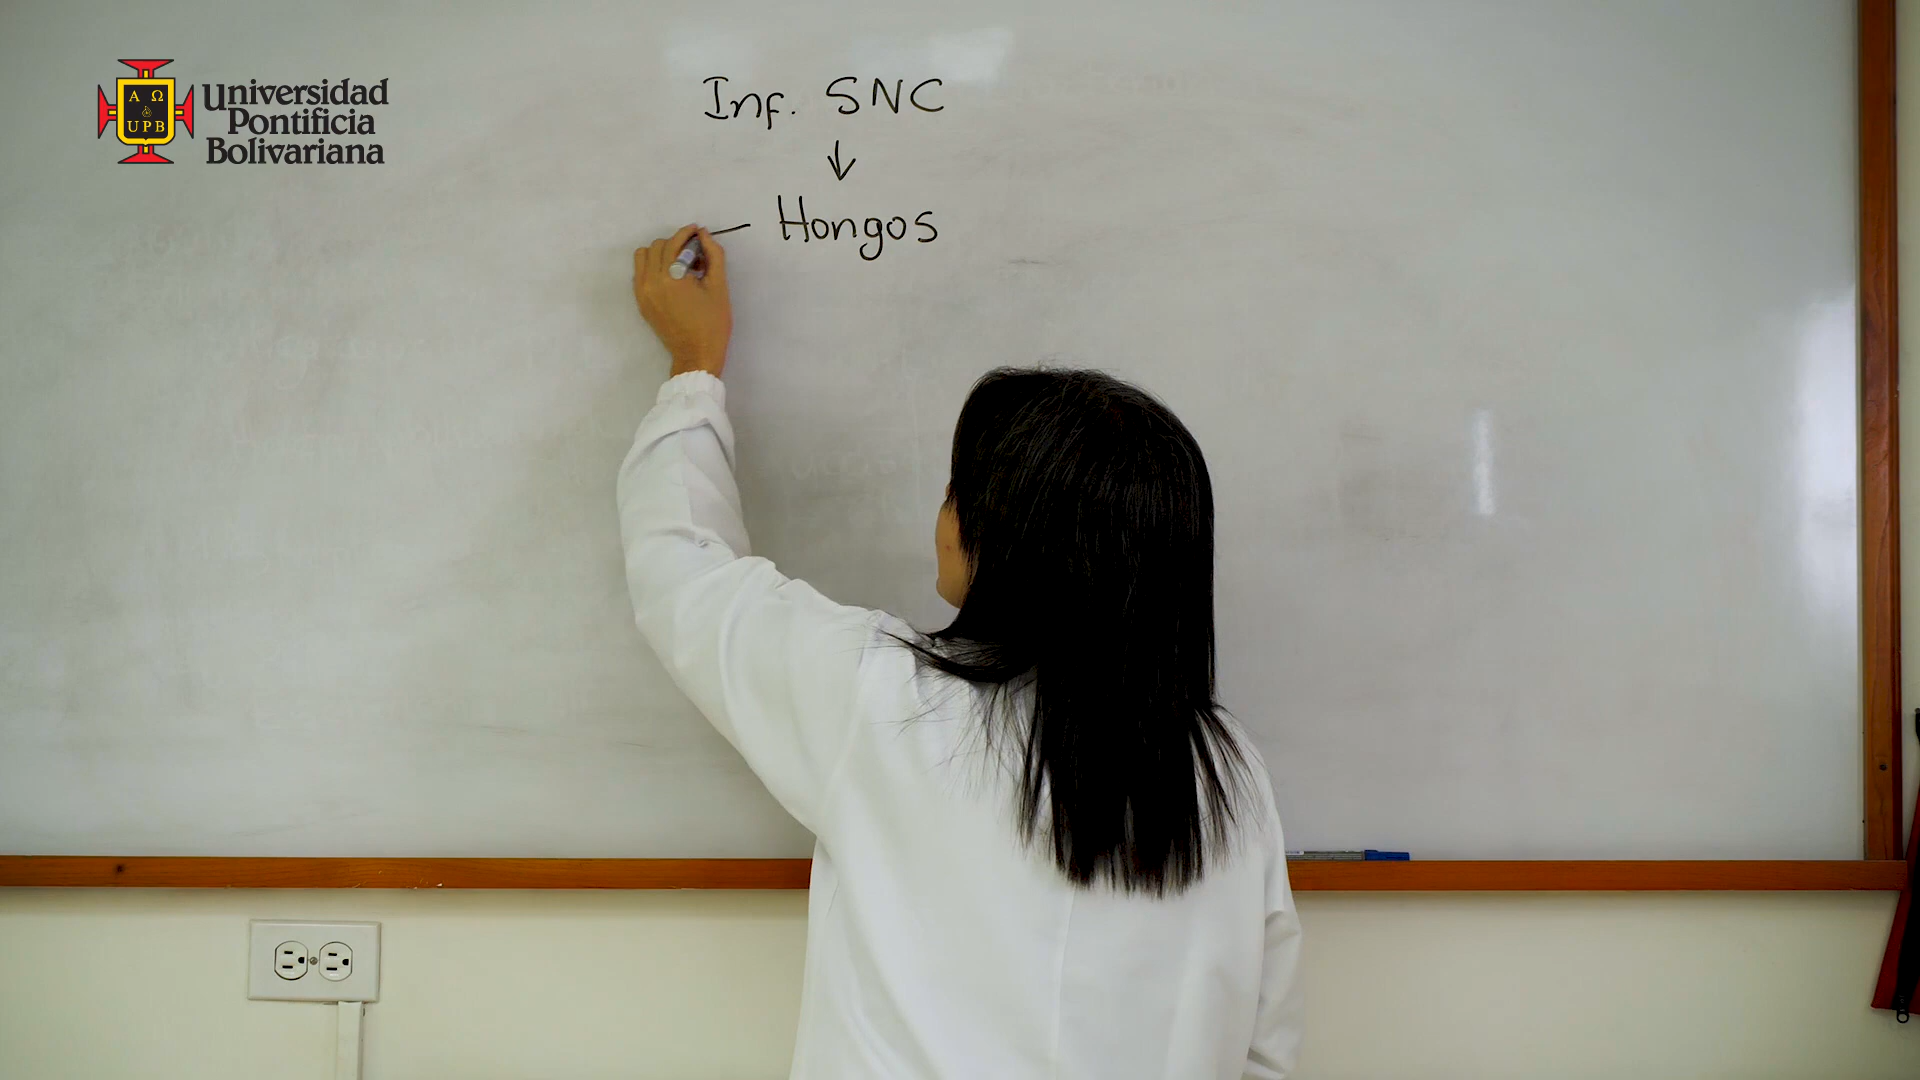 Universidad
Pontificia
Bolivariana
Α Ω
UPB
Inf. SNC
↓
Hongos